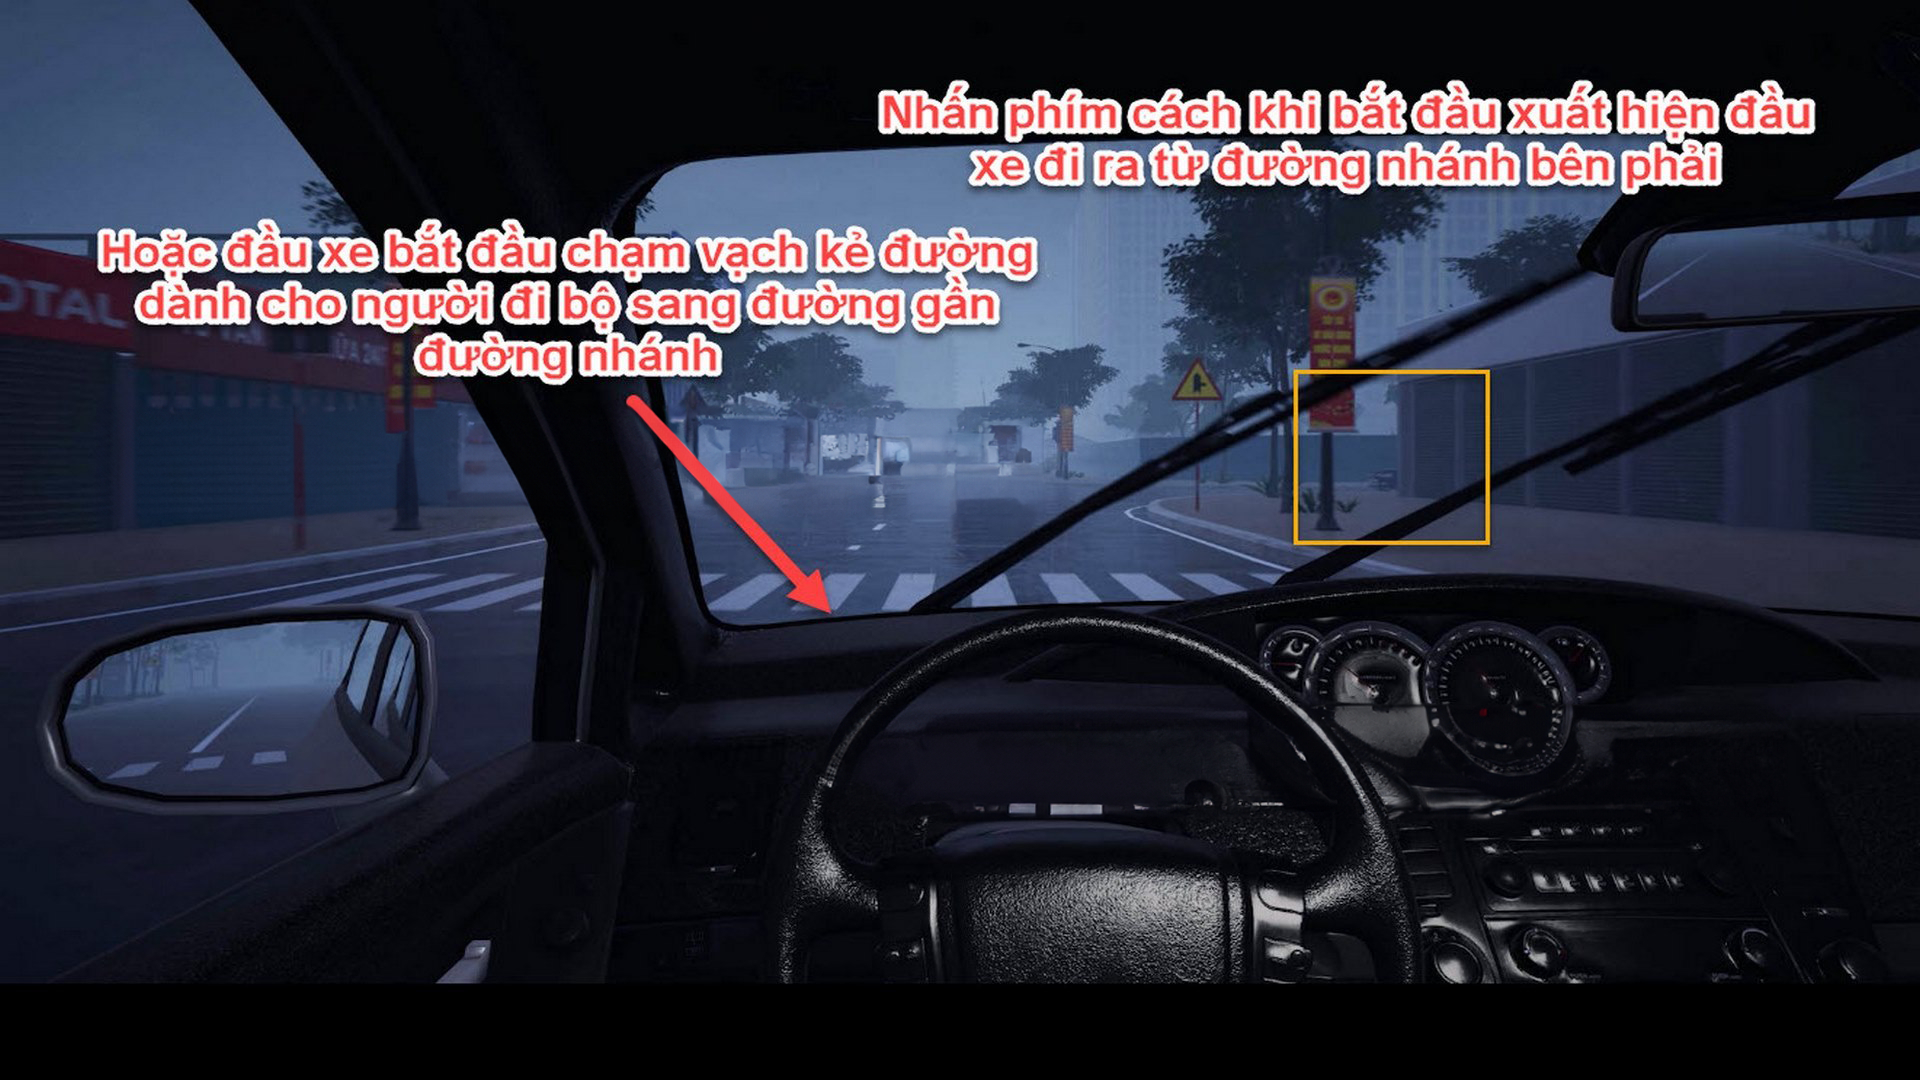 Nhấn phím cách khi bắt đầu xuất hiện đầu
xe đi ra từ đường nhánh bên phải
Hoặc đầu xe bắt đầu chạm vạch kẻ đường
dành cho người đi bộ sang đường gần
đường nhánh
OTAL